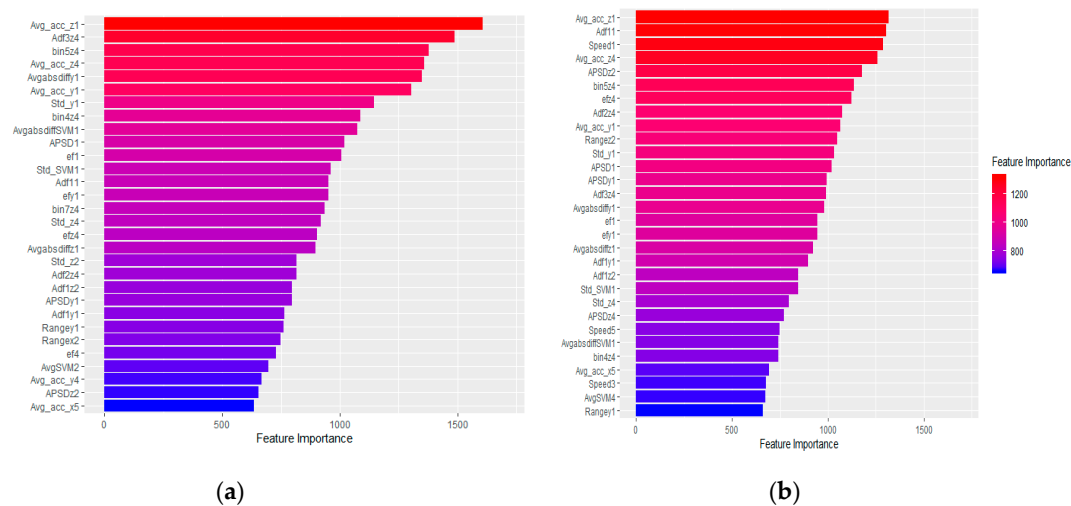 Avg_acc_z1
Adf3z4
bin5z4
Avg_acc_z4
Avgabsdiffy1
Avg_acc_y1
Std_y1
bin4z4
AvgabsdiffSVM1
APSD1
ef1
Std_SVM1
Adf11
efy1
bin7z4
Std_z4
efz4
Avgabsdiffz1
Std_z2
Adf2z4
Adf1z2
APSDy1
Adf1y1
Rangey1
Rangex2
ef4
AvgSVM2
Avg_acc_y4
APSDz2
Avg_acc_x5
0 500 1000 1500
Feature Importance
(a)
Avg_acc_z1
Adf11
Speed1
Avg_acc_z4
APSDz2
bin5z4
efz4
Adf2z4
Avg_acc_y1
Rangez2
Std_y1
APSD1
APSDy1
Adf3z4
Avgabsdiffy1
ef1
efy1
Avgabsdiffz1
Adf1y1
Adf1z2
Std_SVM1
Std_z4
APSDz4
Speed5
AvgabsdiffSVM1
bin4z4
Avg_acc_x5
Speed3
AvgSVM4
Rangey1
0 500 1000 1500
Feature Importance
(b)
Feature Importance
1200
1000
800